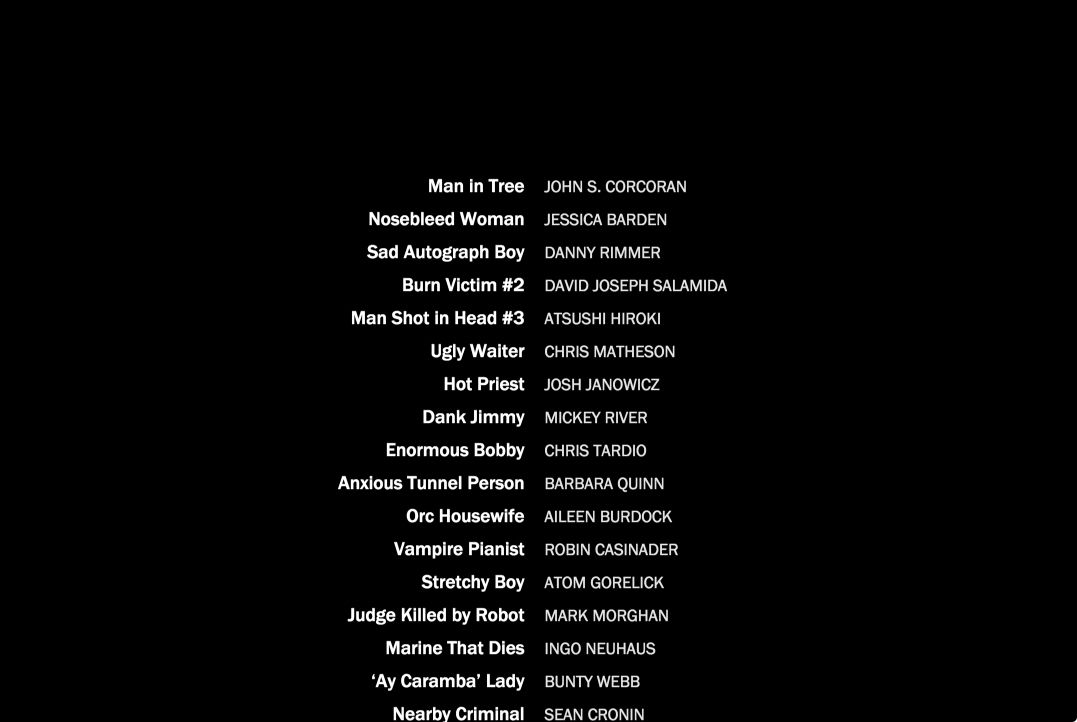 Man in Tree JOHN S. CORCORAN
Nosebleed Woman JESSICA BARDEN
Sad Autograph Boy DANNY RIMMER
Burn Victim #2 DAVID JOSEPH SALAMIDA
Man Shot in Head #3 ATSUSHI HIROKI
Ugly Waiter CHRIS MATHESON
Hot Priest JOSH JANOWICZ
Dank Jimmy MICKEY RIVER
Enormous Bobby CHRIS TARDIO
Anxious Tunnel Person BARBARA QUINN
Orc Housewife AILEEN BURDOCK
Vampire Pianist ROBIN CASINADER
Stretchy Boy ATOM GORELICK
Judge Killed by Robot MARK MORGHAN
Marine That Dies INGO NEUHAUS
‘Ay Caramba’ Lady BUNTY WEBB
Nearby Criminal SEAN CRONIN